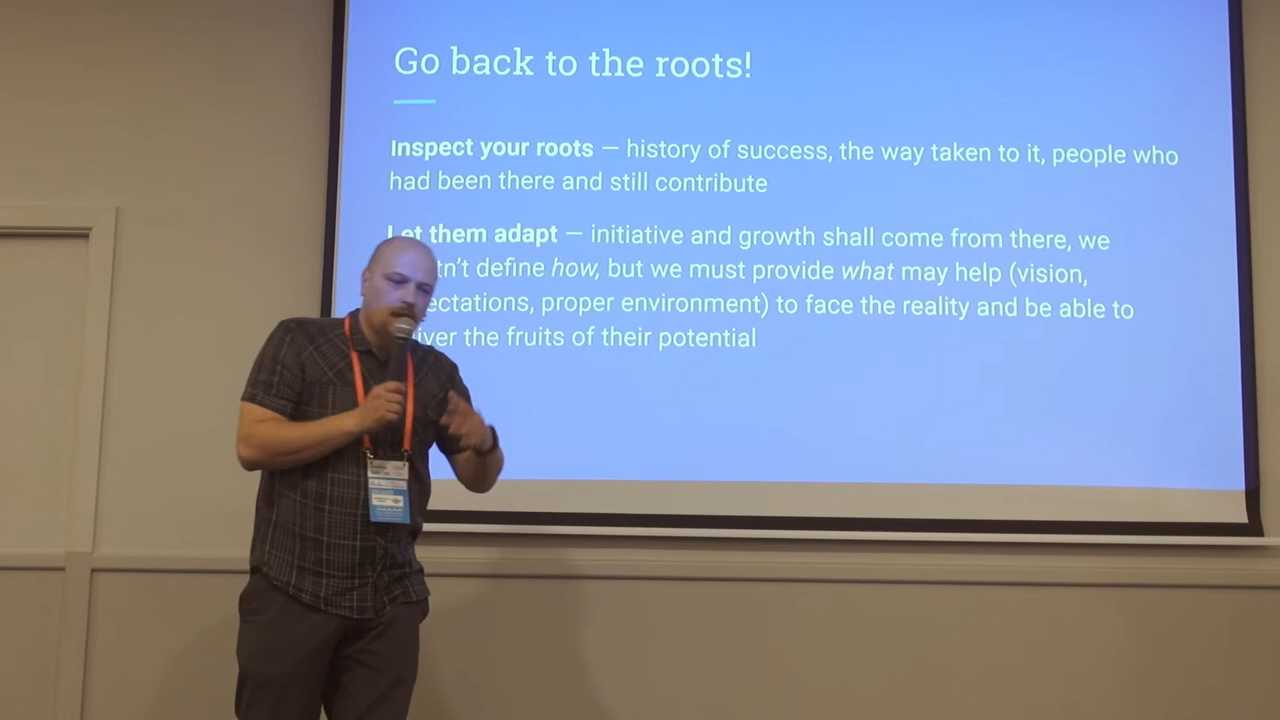 Go back to the roots!
Inspect your roots — history of success, the way taken to it, people who
had been there and still contribute
Let them adapt — initiative and growth shall come from there, we
define how, but we must provide what may help (vision,
proper environment) to face the reality and be able to
the fruits of their potential